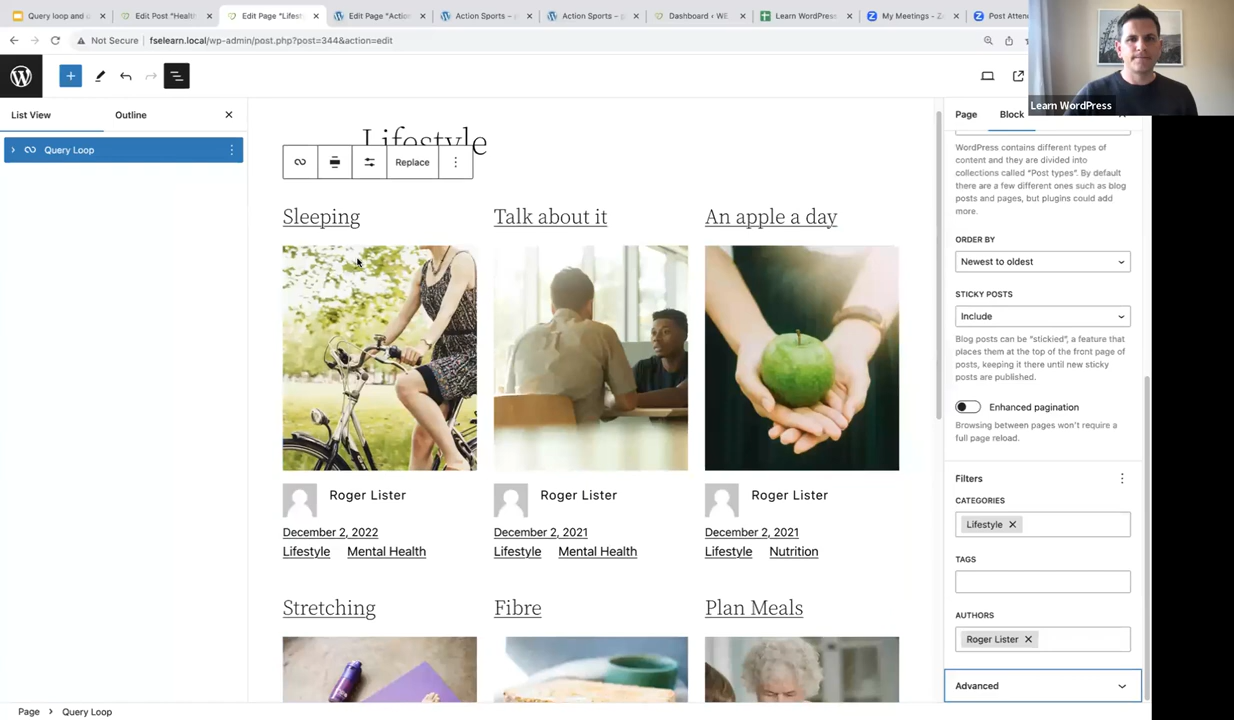 Query loop and d
Edit Post "Health
Edit Page "Lifest
Edit Page "Action
Action Sports –
Action Sports –
Dashboard ‹ WE
Learn WordPress
My Meetings - Z
Post Atten
Not Secure
fselearn.local/wp-admin/post.php?post=344&action=edit
Learn WordPress
List View
Outline
Page
Block
Query Loop
Lifestyle
Replace
WordPress contains different types of
content and they are divided into
collections called "Post types". By default
there are a few different ones such as blog
posts and pages, but plugins could add
more.
ORDER BY
Newest to oldest
STICKY POSTS
Include
Blog posts can be "stickied", a feature that
places them at the top of the front page of
posts, keeping it there until new sticky
posts are published.
Enhanced pagination
Browsing between pages won't require a
full page reload.
Filters
CATEGORIES
Lifestyle
TAGS
AUTHORS
Roger Lister
Advanced
Sleeping
Talk about it
An apple a day
Roger Lister
Roger Lister
Roger Lister
December 2, 2022
December 2, 2021
December 2, 2021
Lifestyle Mental Health
Lifestyle Mental Health
Lifestyle Nutrition
Stretching
Fibre
Plan Meals
Page
Query Loop